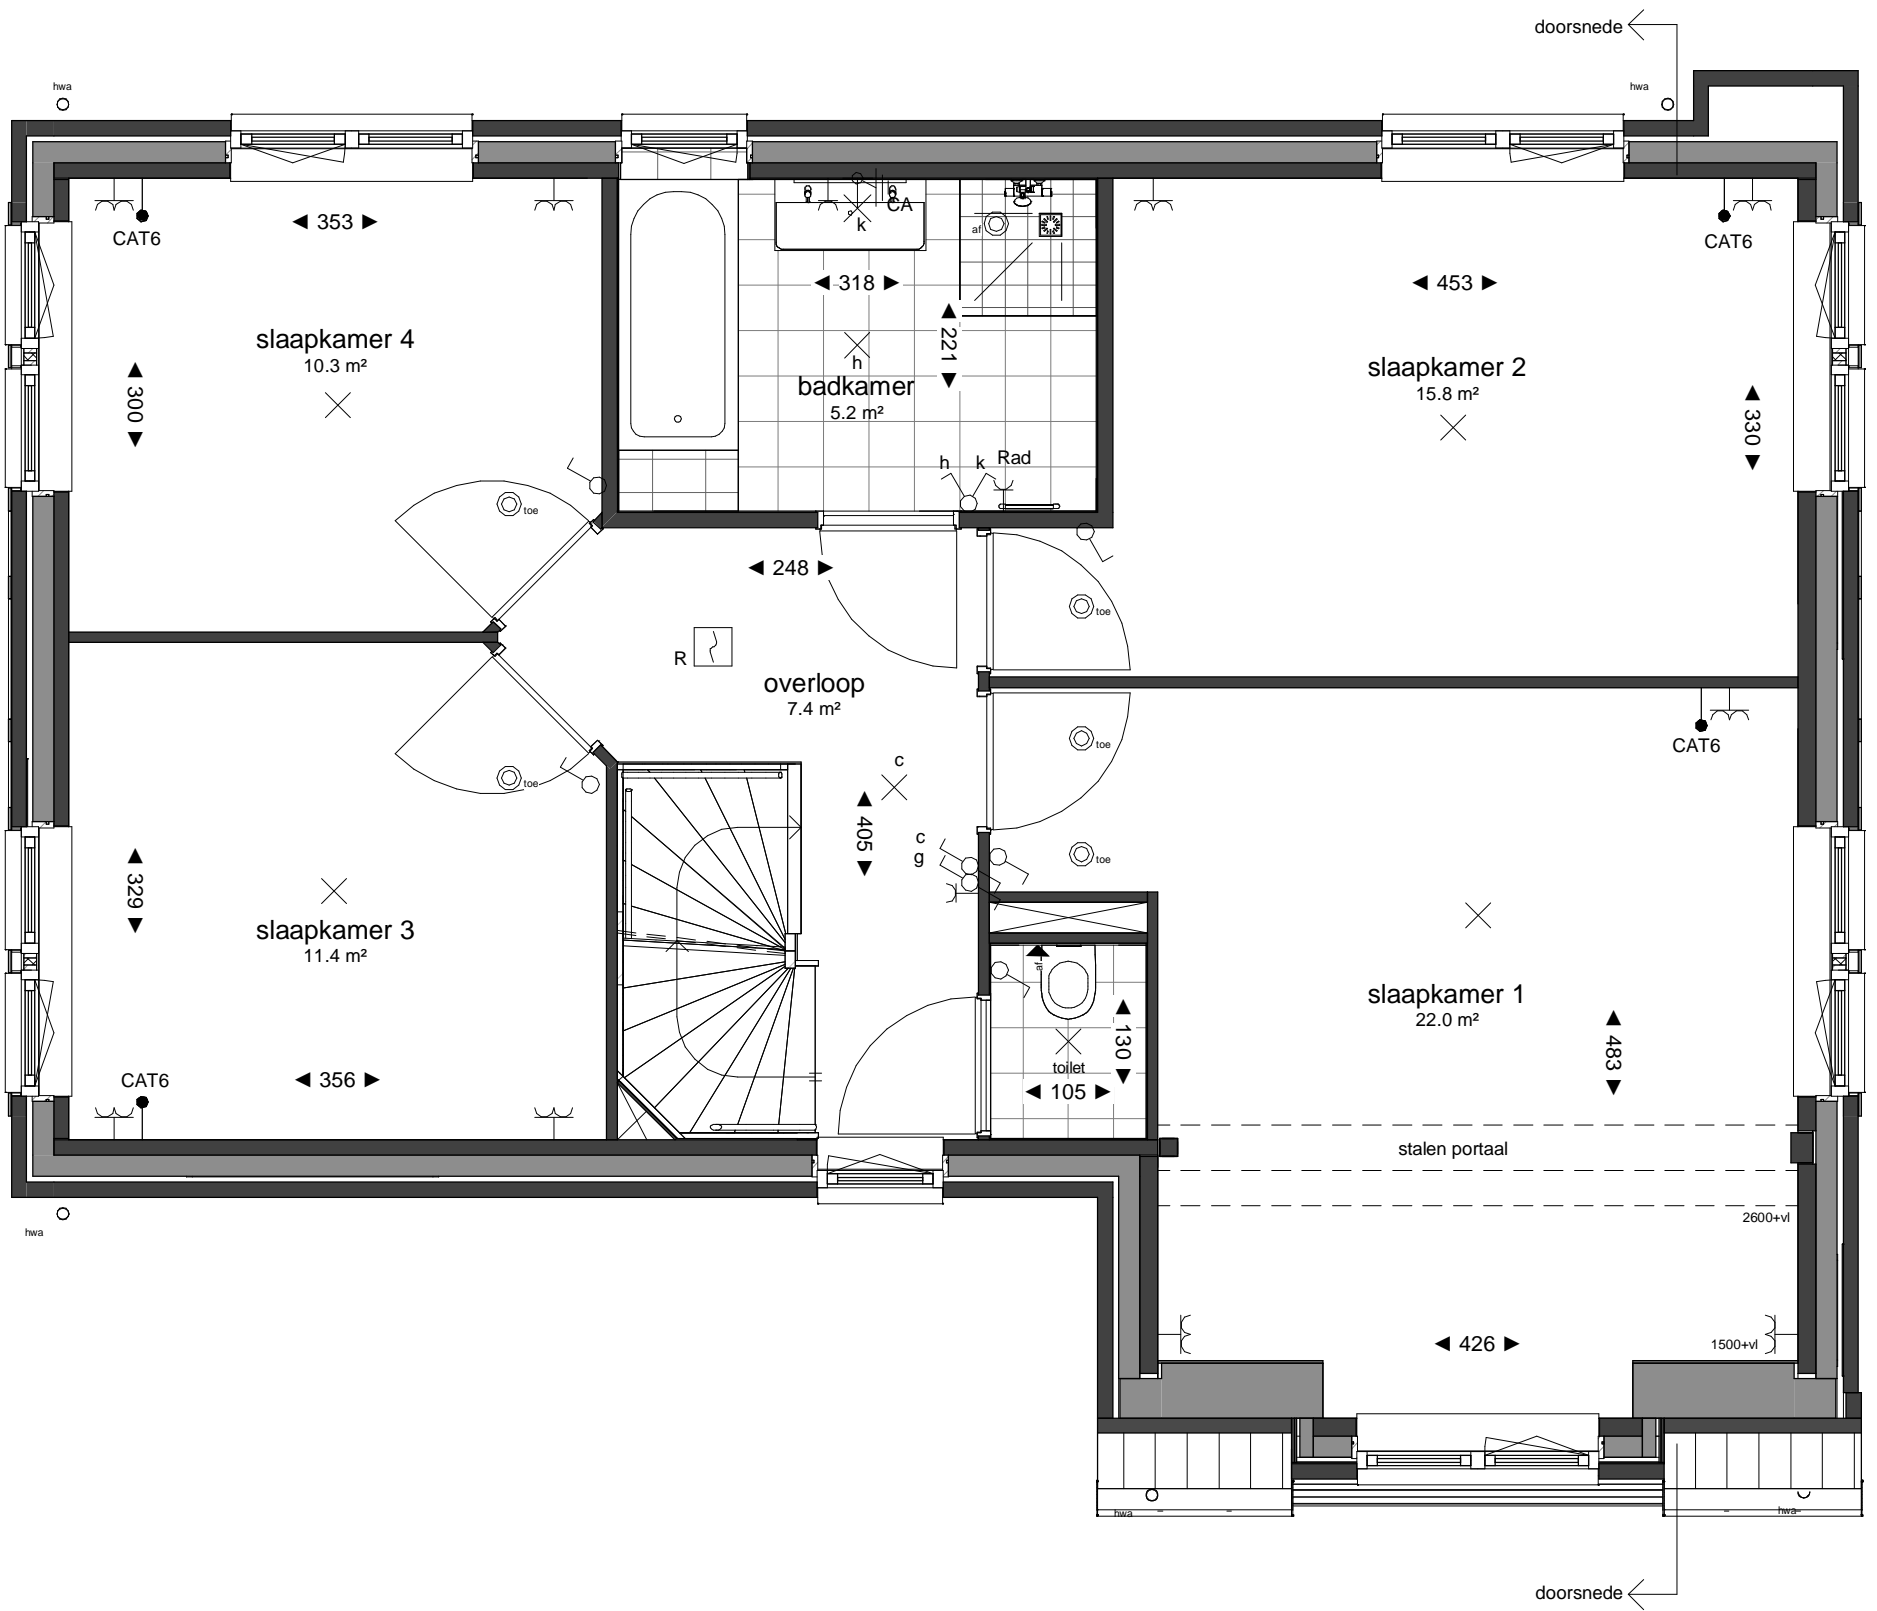 doorsnede
hwa
hwa
CAT6
353
CA
k
af
CAT6
318
453
221
slaapkamer 4
10.3 m²
300
h
badkamer
5.2 m²
slaapkamer 2
15.8 m²
330
h k Rad
toe
248
toe
R
overloop
7.4 m²
toe
CAT6
toe
c
405
c
g
toe
329
slaapkamer 3
11.4 m²
af
slaapkamer 1
22.0 m²
130
483
toilet
105
CAT6
356
stalen portaal
2600+vl
hwa
426
1500+vl
hwa
hwa
doorsnede